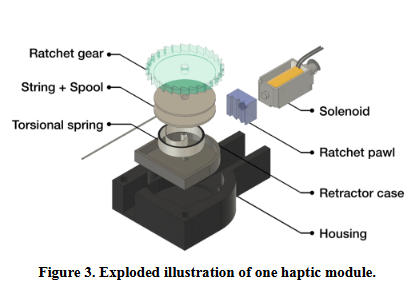 Ratchet gear
String + Spool
Torsional spring
Solenoid
Ratchet pawl
Retractor case
Housing
Figure 3. Exploded illustration of one haptic module.